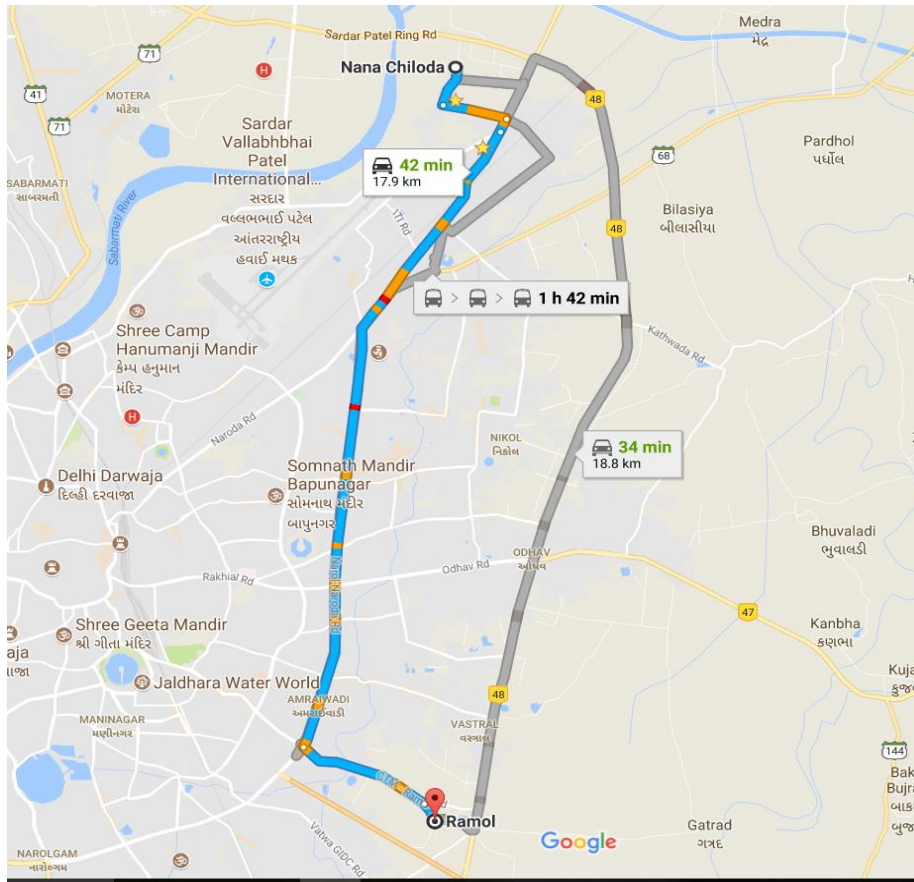 Medra
મેદ્રા
Sardar Patel Ring Rd
71
Nana Chiloda
48
41
MOTERA
મોટેરા
71
Sardar
Vallabhbhai
Patel
International...
સરદાર
વલ્લભભાઈ પટેલ
આંતરરાષ્ટ્રીય
હવાઈ મથક
42 min
17.9 km
68
Pardhol
પર્ધોલ
SABARMATI
સાબરમતી
Sabarmati River
ITI Rd
Bilasiya
બીલાસીયા
48
1 h 42 min
Shree Camp
Hanumanji Mandir
કેમ્પ હનુમાન
મંદિર
Kathwada Rd
Naroda Rd
NIKOL
નિકોલ
34 min
18.8 km
Delhi Darwaja
દિલ્હી દરવાજા
Somnath Mandir
Bapunagar
સોમનાથ મંદીર
બાપુનગર
Bhuvaladi
ભુવાલડી
ODHAV
ઓઢવ
Odhav Rd
Rakhial Rd
Narol Naroda Rd
47
Shree Geeta Mandir
શ્રી ગીતા મંદિર
Kanbha
કણભા
Jaldhara Water World
AMRAIWADI
અમરાઈવાડી
48
MANINAGAR
મણીનગર
VASTRAL
વસ્ત્રાલ
144
Ramol
Google
Gatrad
ગત્રદ
Vatwa GIDC Rd
NAROLGAM
નારોલગમ